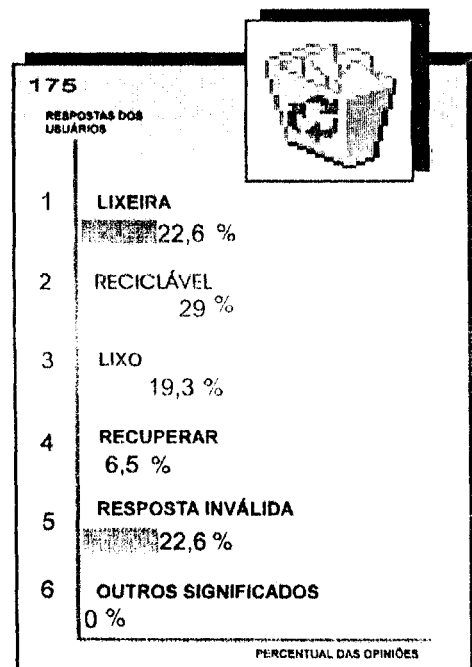 175
RESPOSTAS DOS
USUÁRIOS
1 LIXEIRA
22,6 %
2 RECICLÁVEL
29 %
3 LIXO
19,3 %
4 RECUPERAR
6,5 %
5 RESPOSTA INVÁLIDA
22,6 %
6 OUTROS SIGNIFICADOS
0 %
PERCENTUAL DAS OPINIÕES